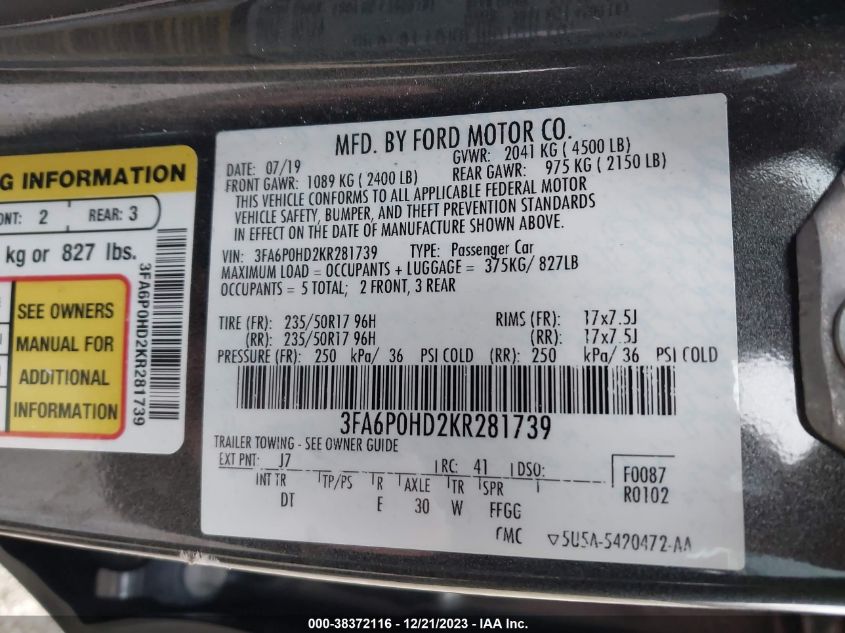 MFD. BY FORD MOTOR CO.
DATE: 07/19
GVWR: 2041 KG ( 4500 LB)
FRONT GAWR: 1089 KG ( 2400 LB)
REAR GAWR: 975 KG ( 2150 LB)
THIS VEHICLE CONFORMS TO ALL APPLICABLE FEDERAL MOTOR
VEHICLE SAFETY, BUMPER, AND THEFT PREVENTION STANDARDS
IN EFFECT ON THE DATE OF MANUFACTURE SHOWN ABOVE.
VIN: 3FA6P0HD2KR281739 TYPE: Passenger Car
MAXIMUM LOAD = OCCUPANTS + LUGGAGE = 375KG/ 827LB
OCCUPANTS = 5 TOTAL; 2 FRONT, 3 REAR
TIRE (FR): 235/50R17 96H RIMS (FR): 17x7.5J
(RR): 235/50R17 96H (RR): 17x7.5J
PRESSURE (FR): 250 kPa/ 36 PSI COLD (RR): 250 kPa/ 36 PSI COLD
3FA6P0HD2KR281739
TRAILER TOWING - SEE OWNER GUIDE
EXT PNT: J7 RC: 41 DSO:
INT TR TP/PS R AXLE TR SPR
DT E 30 W FFGG
F0087
R0102
CMC 5U5A-5420472-AA
G INFORMATION
ONT: 2 REAR: 3
kg or 827 lbs.
SEE OWNERS
MANUAL FOR
ADDITIONAL
INFORMATION
3FA6P0HD2KR281739
000-38372116 - 12/21/2023 - IAA Inc.